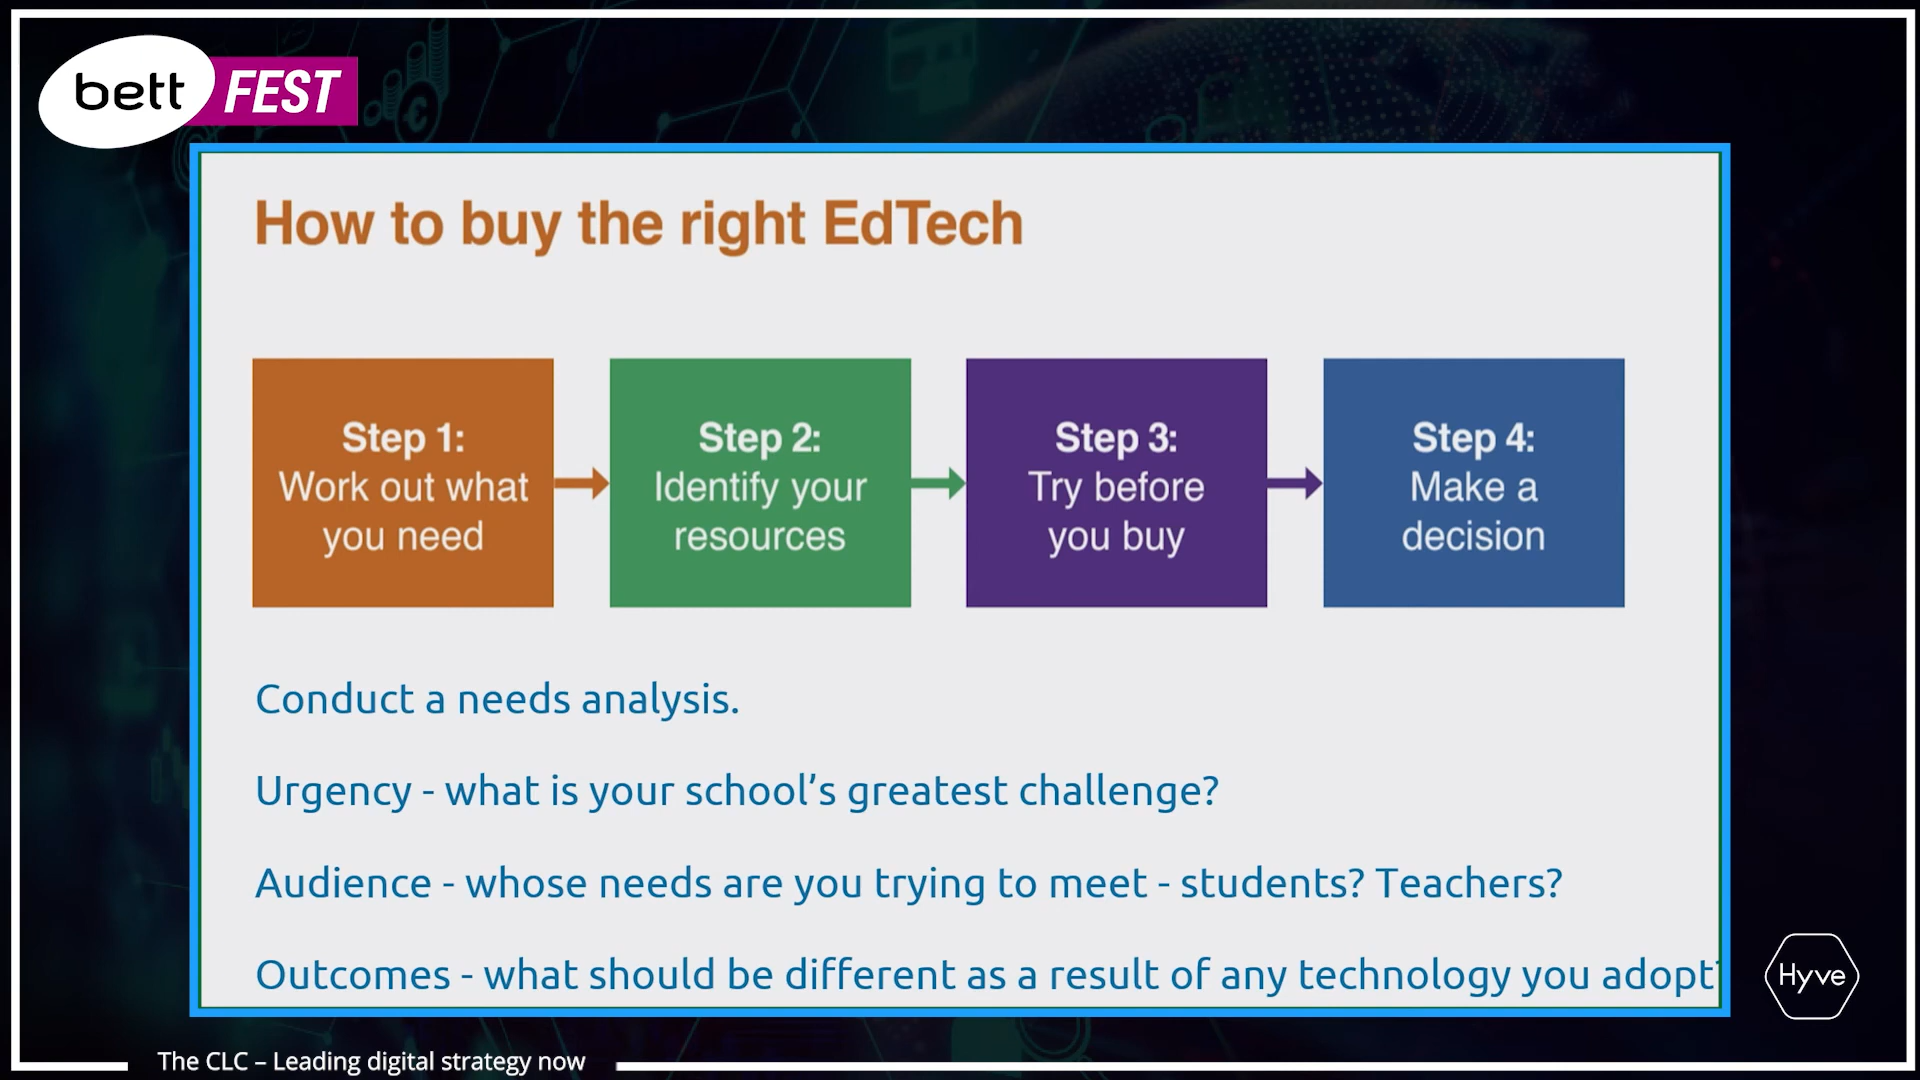 bett FEST
How to buy the right EdTech
Step 1:
Work out what
you need
Step 2:
Identify your
resources
Step 3:
Try before
you buy
Step 4:
Make a
decision
Conduct a needs analysis.
Urgency - what is your school’s greatest challenge?
Audience - whose needs are you trying to meet - students? Teachers?
Outcomes - what should be different as a result of any technology you adopt?
Hyve
The CLC – Leading digital strategy now